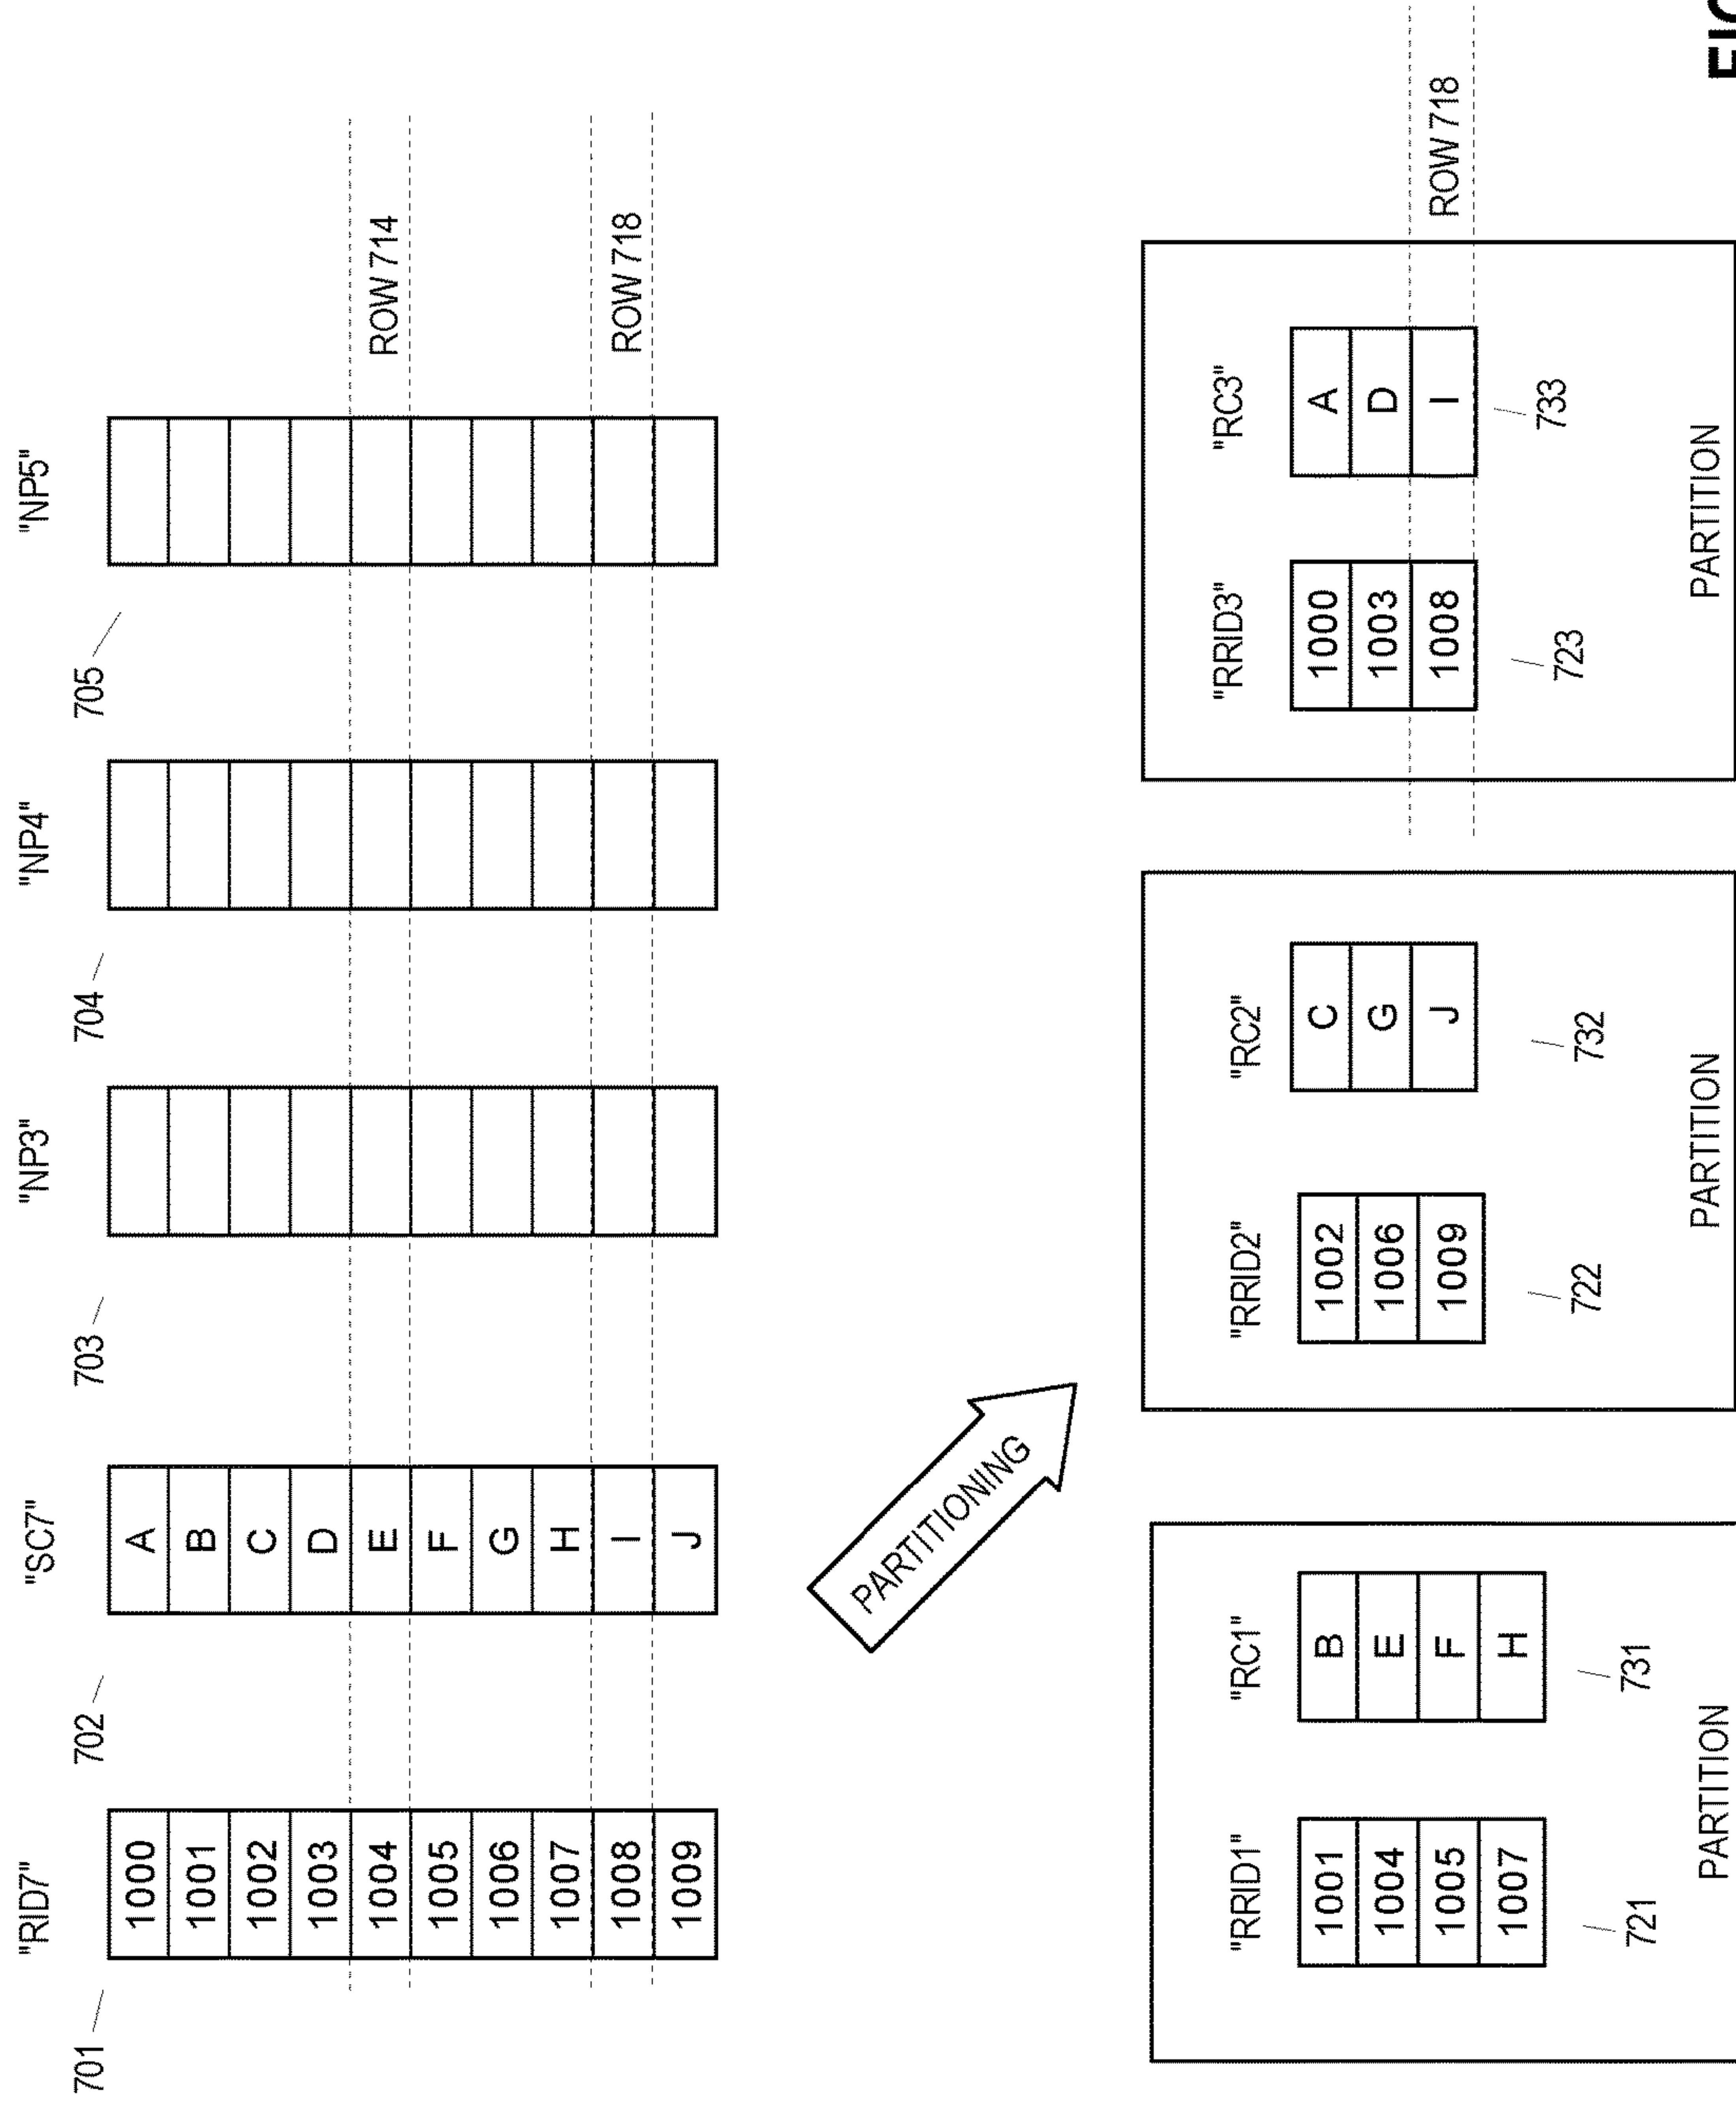 "RID7" "SC7" "NP3" "NP4" "NP5"
701 702 703 704 705
1000 A
1001 B
1002 C
1003 D
1004 E ROW 714
1005 F
1006 G
1007 H
1008 I ROW 718
1009 J
PARTITIONING
"RRID1" "RC1"
1001 B
1004 E
1005 F
1007 H
721 731
PARTITION
"RRID2" "RC2"
1002 C
1006 G
1009 J
722 732
PARTITION
"RRID3" "RC3"
1000 A
1003 D
1008 I ROW 718
723 733
PARTITION